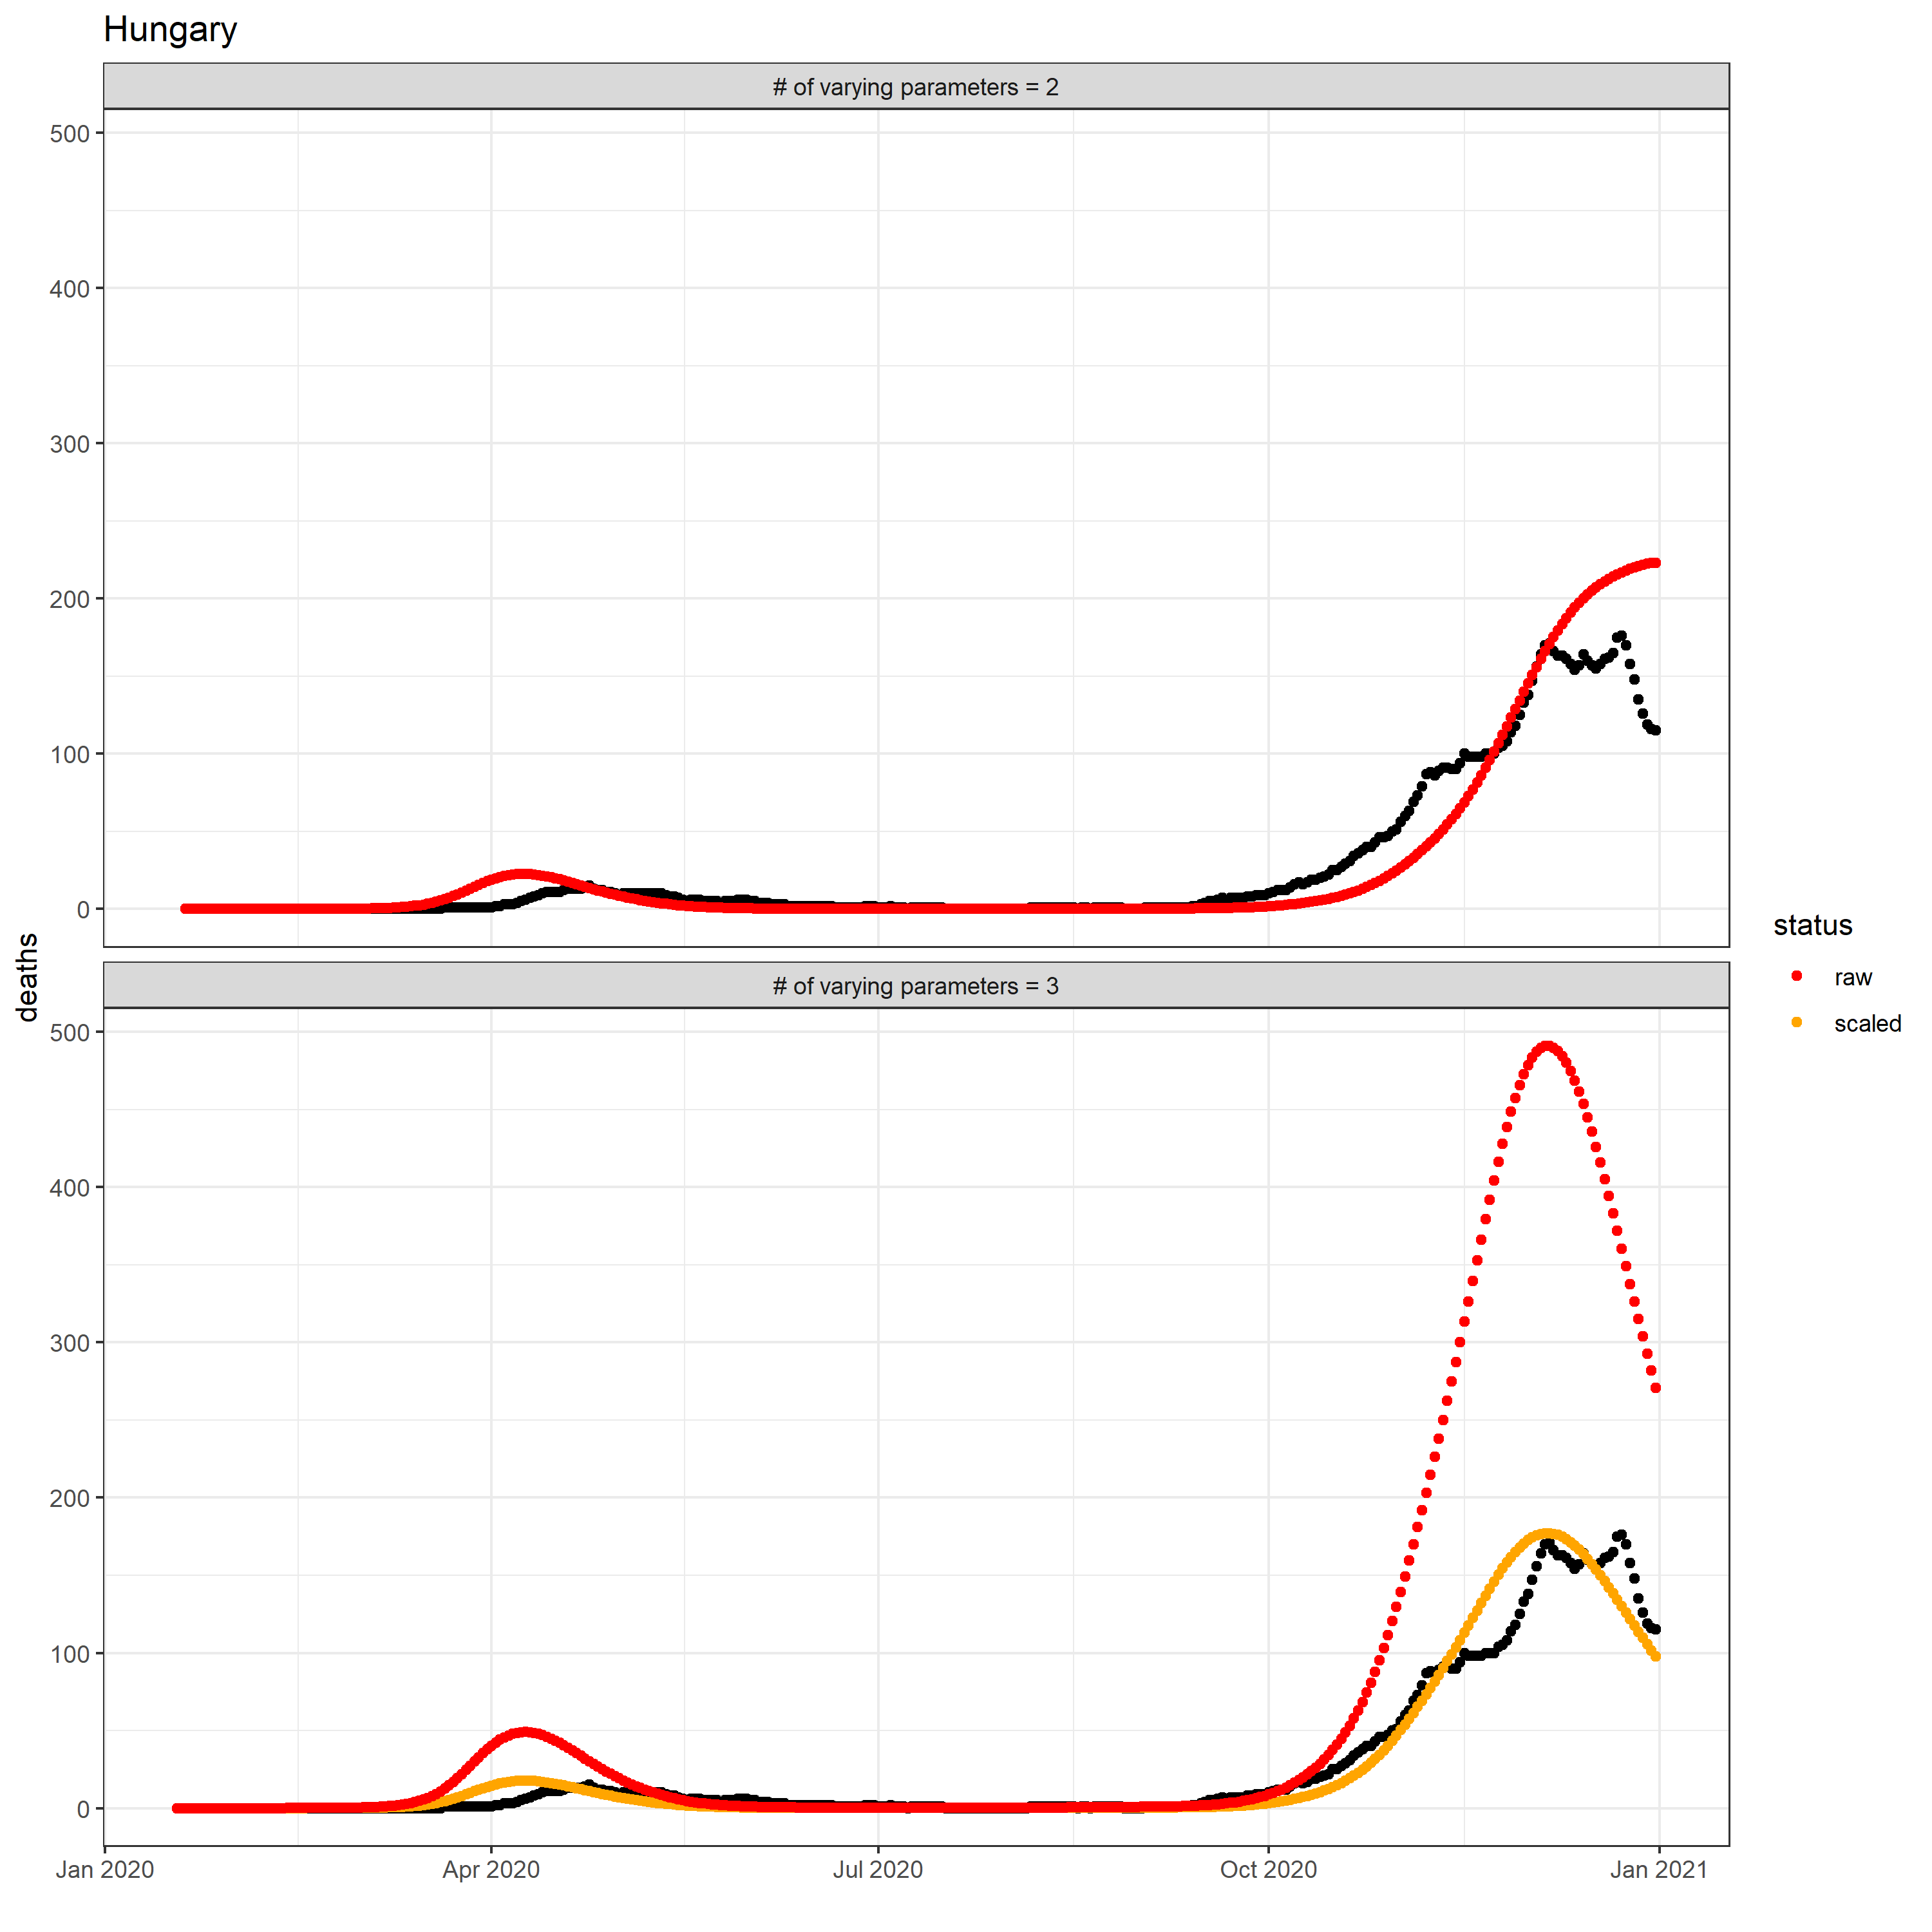 Hungary
# of varying parameters = 2
500
400
300
200
100
0
deaths
# of varying parameters = 3
500
400
300
200
100
0
Jan 2020
Apr 2020
Jul 2020
Oct 2020
Jan 2021
status
raw
scaled